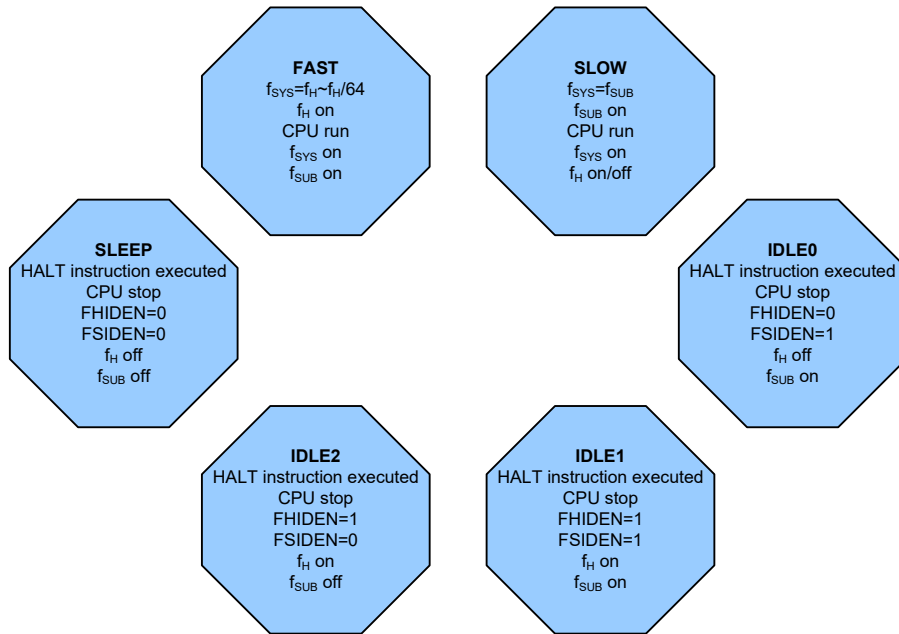 FAST
fSYS=fH~fH/64
fH on
CPU run
fSYS on
fSUB on
SLOW
fSYS=fSUB
fSUB on
CPU run
fSYS on
fH on/off
SLEEP
HALT instruction executed
CPU stop
FHIDEN=0
FSIDEN=0
fH off
fSUB off
IDLE0
HALT instruction executed
CPU stop
FHIDEN=0
FSIDEN=1
fH off
fSUB on
IDLE2
HALT instruction executed
CPU stop
FHIDEN=1
FSIDEN=0
fH on
fSUB off
IDLE1
HALT instruction executed
CPU stop
FHIDEN=1
FSIDEN=1
fH on
fSUB on